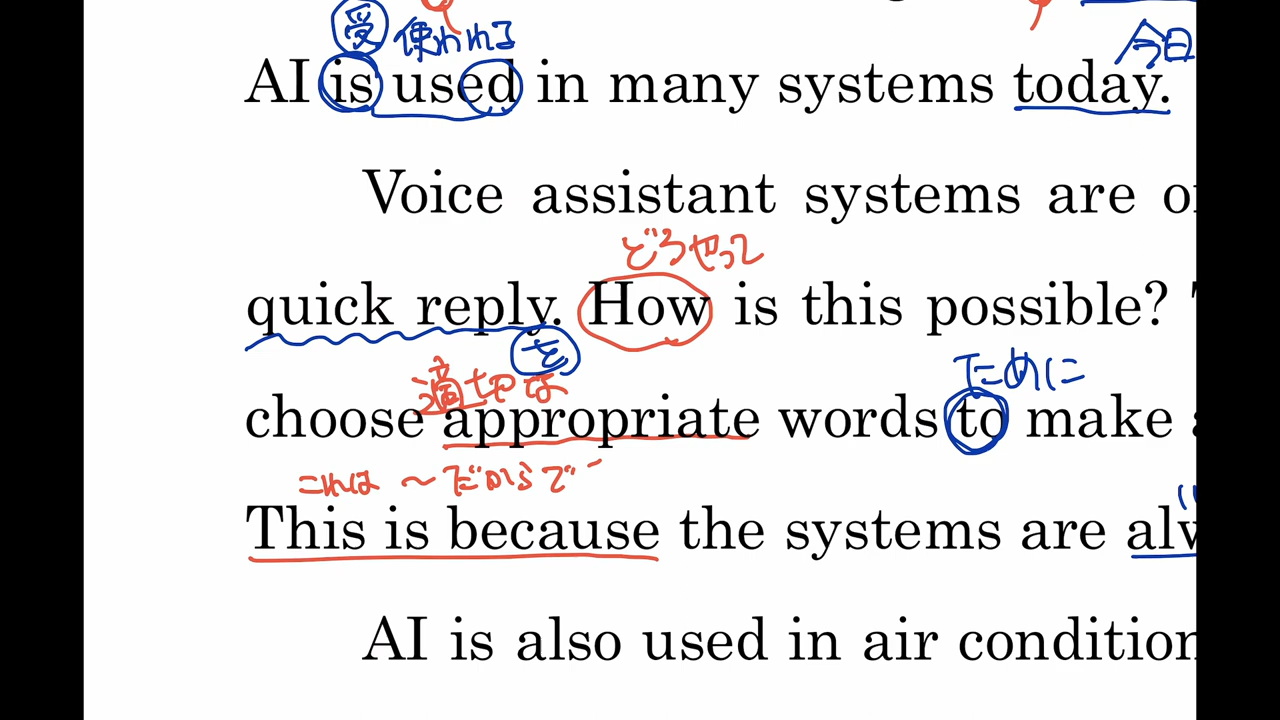 受 使われる 今日
AI is used in many systems today.
Voice assistant systems are
どうやって
quick reply. How is this possible?
を ために
適切な
choose appropriate words to make
これは 〜だからで
This is because the systems are alw
AI is also used in air condition